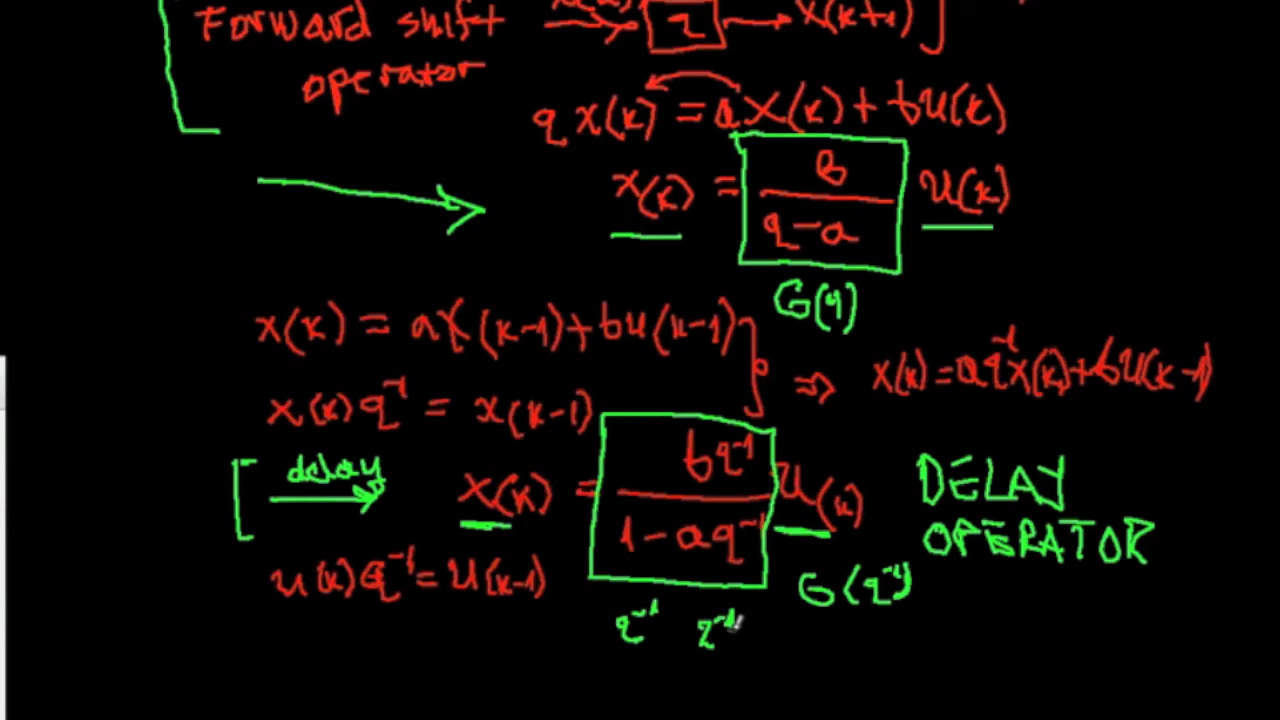 Forward shift → q → x(k+1)
operator
q x(k) = a x(k) + b u(k)
x(k) = b / (q - a) u(k)
G(q)
x(k) = a x(k-1) + b u(k-1)
⇒ x(k) = a q⁻¹ x(k) + b u(k-1)
x(k) q⁻¹ = x(k-1)
delay x(k) = b q⁻¹ / (1 - a q⁻¹) u(k)
DELAY
OPERATOR
u(k) q⁻¹ = u(k-1)
G(q⁻¹)
q⁻¹ z⁻¹